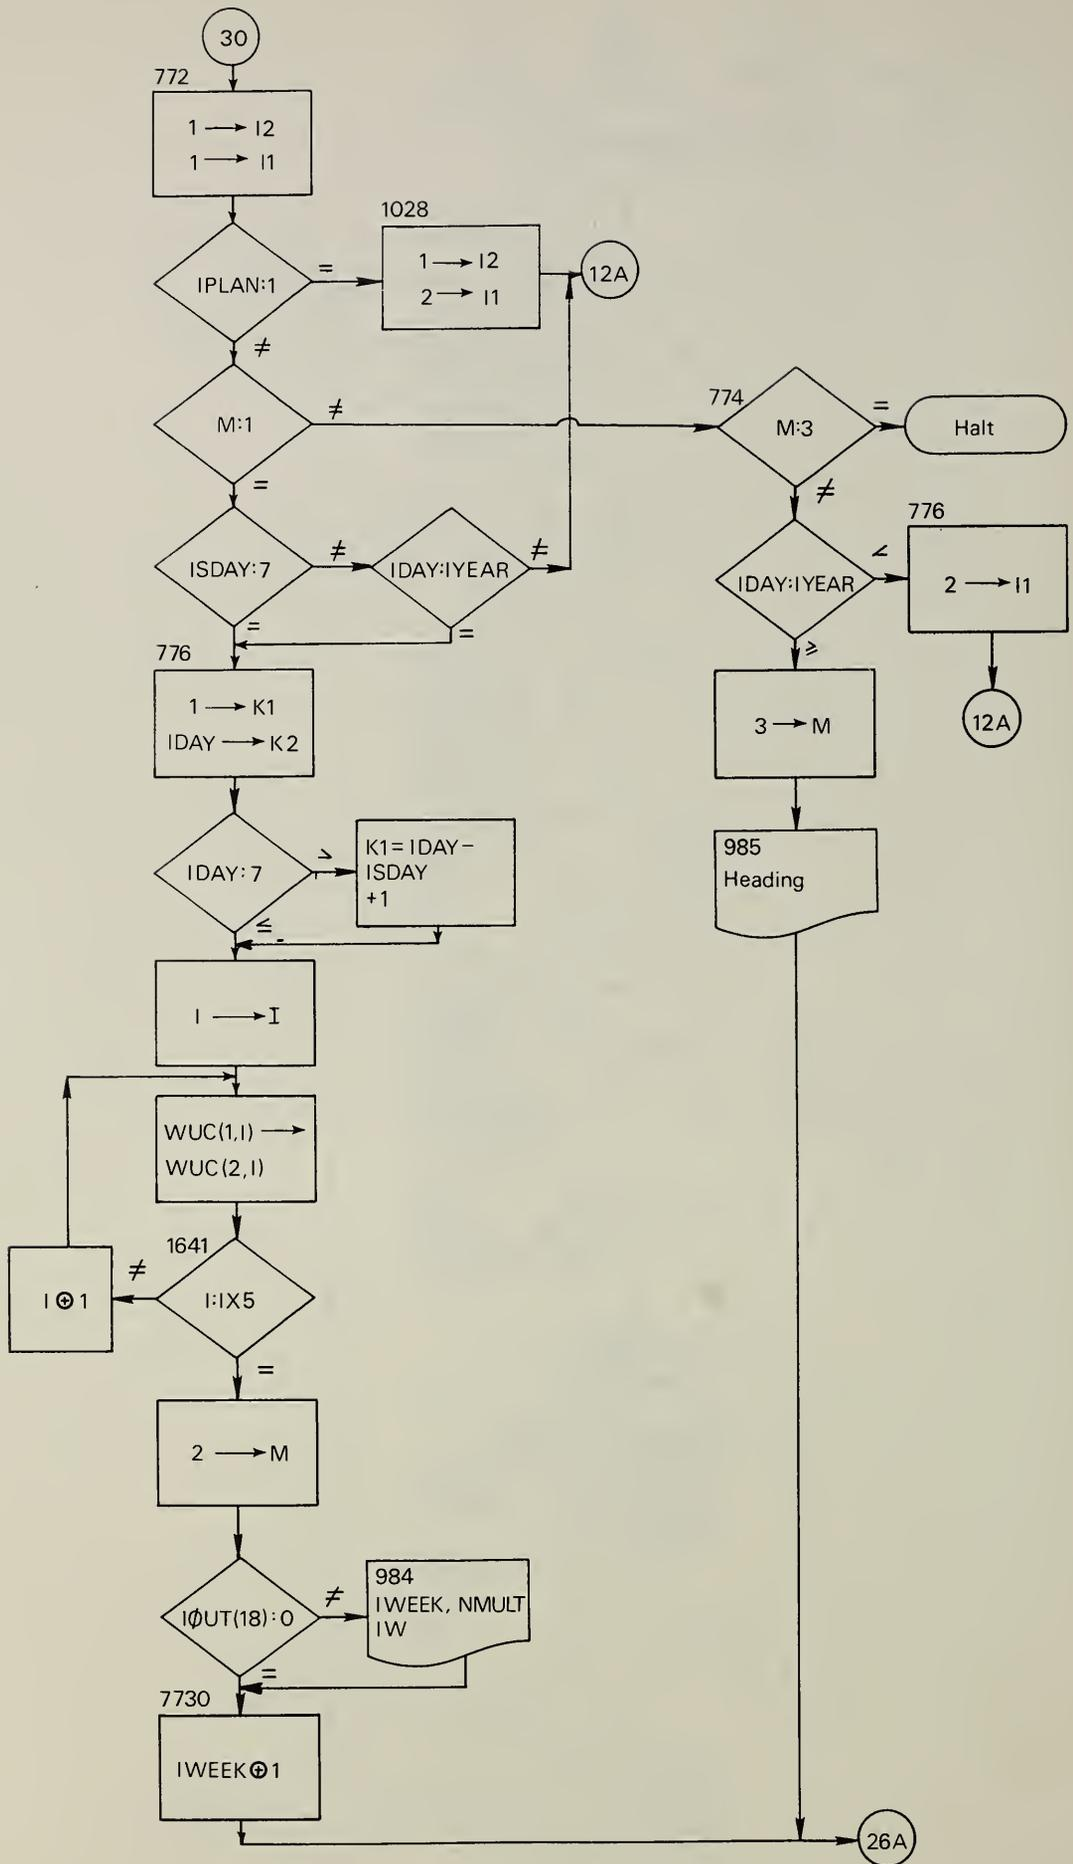 30
772
1 → I2
1 → I1
IPLAN:1
=
≠
1028
1 → I2
2 → I1
12A
M:1
≠
=
774
M:3
=
≠
Halt
ISDAY:7
≠
=
IDAY:IYEAR
≠
=
IDAY:IYEAR
<
≥
776
2 → I1
12A
776
1 → K1
IDAY → K2
3 → M
IDAY:7
>
≤
K1=IDAY–
ISDAY
+1
985
Heading
I → I
WUC(1,I) →
WUC(2,I)
1641
I:IX5
≠
=
I ⊕ 1
2 → M
IØUT(18):0
≠
=
984
IWEEK, NMULT
IW
7730
IWEEK⊕1
26A